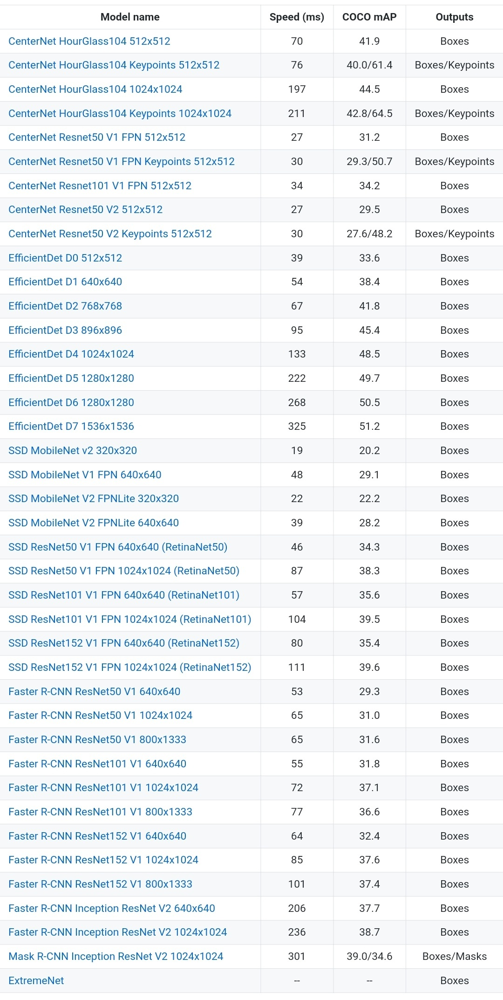 Model name Speed (ms) COCO mAP Outputs
CenterNet HourGlass104 512x512 70 41.9 Boxes
CenterNet HourGlass104 Keypoints 512x512 76 40.0/61.4 Boxes/Keypoints
CenterNet HourGlass104 1024x1024 197 44.5 Boxes
CenterNet HourGlass104 Keypoints 1024x1024 211 42.8/64.5 Boxes/Keypoints
CenterNet Resnet50 V1 FPN 512x512 27 31.2 Boxes
CenterNet Resnet50 V1 FPN Keypoints 512x512 30 29.3/50.7 Boxes/Keypoints
CenterNet Resnet101 V1 FPN 512x512 34 34.2 Boxes
CenterNet Resnet50 V2 512x512 27 29.5 Boxes
CenterNet Resnet50 V2 Keypoints 512x512 30 27.6/48.2 Boxes/Keypoints
EfficientDet D0 512x512 39 33.6 Boxes
EfficientDet D1 640x640 54 38.4 Boxes
EfficientDet D2 768x768 67 41.8 Boxes
EfficientDet D3 896x896 95 45.4 Boxes
EfficientDet D4 1024x1024 133 48.5 Boxes
EfficientDet D5 1280x1280 222 49.7 Boxes
EfficientDet D6 1280x1280 268 50.5 Boxes
EfficientDet D7 1536x1536 325 51.2 Boxes
SSD MobileNet v2 320x320 19 20.2 Boxes
SSD MobileNet V1 FPN 640x640 48 29.1 Boxes
SSD MobileNet V2 FPNLite 320x320 22 22.2 Boxes
SSD MobileNet V2 FPNLite 640x640 39 28.2 Boxes
SSD ResNet50 V1 FPN 640x640 (RetinaNet50) 46 34.3 Boxes
SSD ResNet50 V1 FPN 1024x1024 (RetinaNet50) 87 38.3 Boxes
SSD ResNet101 V1 FPN 640x640 (RetinaNet101) 57 35.6 Boxes
SSD ResNet101 V1 FPN 1024x1024 (RetinaNet101) 104 39.5 Boxes
SSD ResNet152 V1 FPN 640x640 (RetinaNet152) 80 35.4 Boxes
SSD ResNet152 V1 FPN 1024x1024 (RetinaNet152) 111 39.6 Boxes
Faster R-CNN ResNet50 V1 640x640 53 29.3 Boxes
Faster R-CNN ResNet50 V1 1024x1024 65 31.0 Boxes
Faster R-CNN ResNet50 V1 800x1333 65 31.6 Boxes
Faster R-CNN ResNet101 V1 640x640 55 31.8 Boxes
Faster R-CNN ResNet101 V1 1024x1024 72 37.1 Boxes
Faster R-CNN ResNet101 V1 800x1333 77 36.6 Boxes
Faster R-CNN ResNet152 V1 640x640 64 32.4 Boxes
Faster R-CNN ResNet152 V1 1024x1024 85 37.6 Boxes
Faster R-CNN ResNet152 V1 800x1333 101 37.4 Boxes
Faster R-CNN Inception ResNet V2 640x640 206 37.7 Boxes
Faster R-CNN Inception ResNet V2 1024x1024 236 38.7 Boxes
Mask R-CNN Inception ResNet V2 1024x1024 301 39.0/34.6 Boxes/Masks
ExtremeNet -- -- Boxes